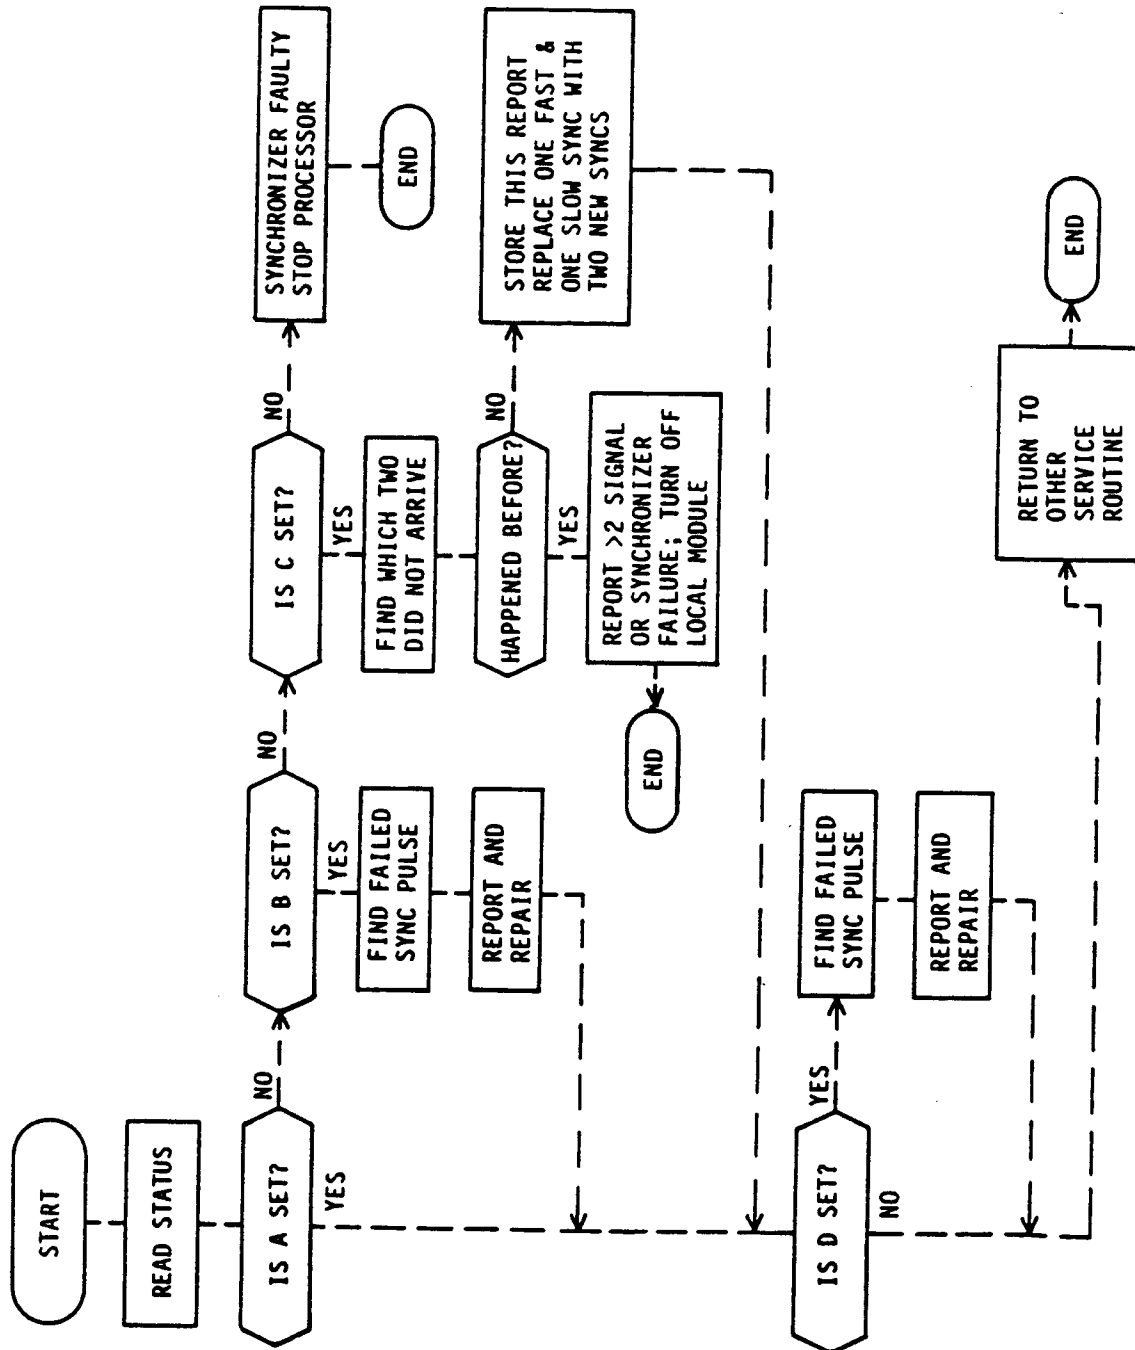 START
READ STATUS
IS A SET?
NO
YES
IS B SET?
NO
YES
FIND FAILED
SYNC PULSE
REPORT AND
REPAIR
IS C SET?
NO
YES
SYNCHRONIZER FAULTY
STOP PROCESSOR
END
FIND WHICH TWO
DID NOT ARRIVE
HAPPENED BEFORE?
NO
YES
STORE THIS REPORT
REPLACE ONE FAST &
ONE SLOW SYNC WITH
TWO NEW SYNCS
REPORT >2 SIGNAL
OR SYNCHRONIZER
FAILURE; TURN OFF
LOCAL MODULE
END
IS D SET?
YES
NO
FIND FAILED
SYNC PULSE
REPORT AND
REPAIR
RETURN TO
OTHER
SERVICE
ROUTINE
END